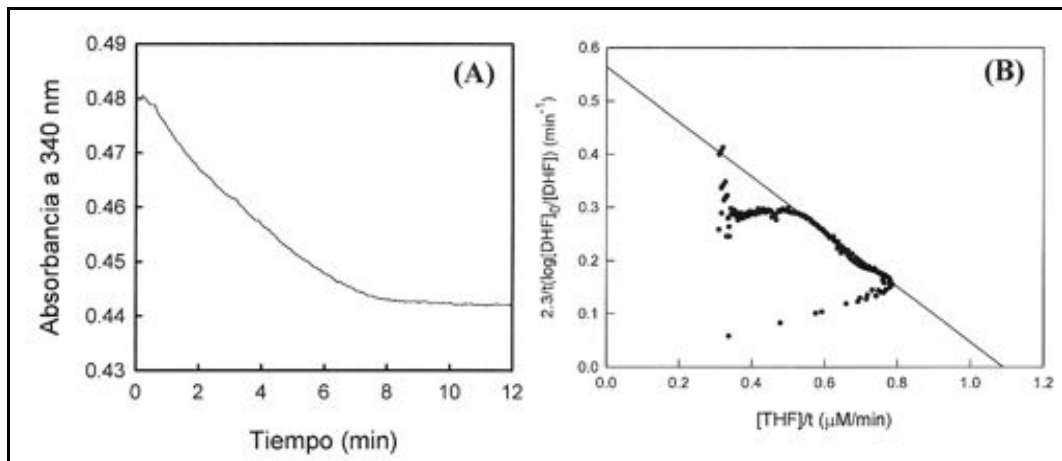 (A)
Absorbancia a 340 nm
0.49
0.48
0.47
0.46
0.45
0.44
0.43
0 2 4 6 8 10 12
Tiempo (min)
(B)
2.3/t(log[DHF]₀/[DHF]) (min⁻¹)
0.6
0.5
0.4
0.3
0.2
0.1
0.0
0.0 0.2 0.4 0.6 0.8 1.0 1.2
[THF]/t (μM/min)